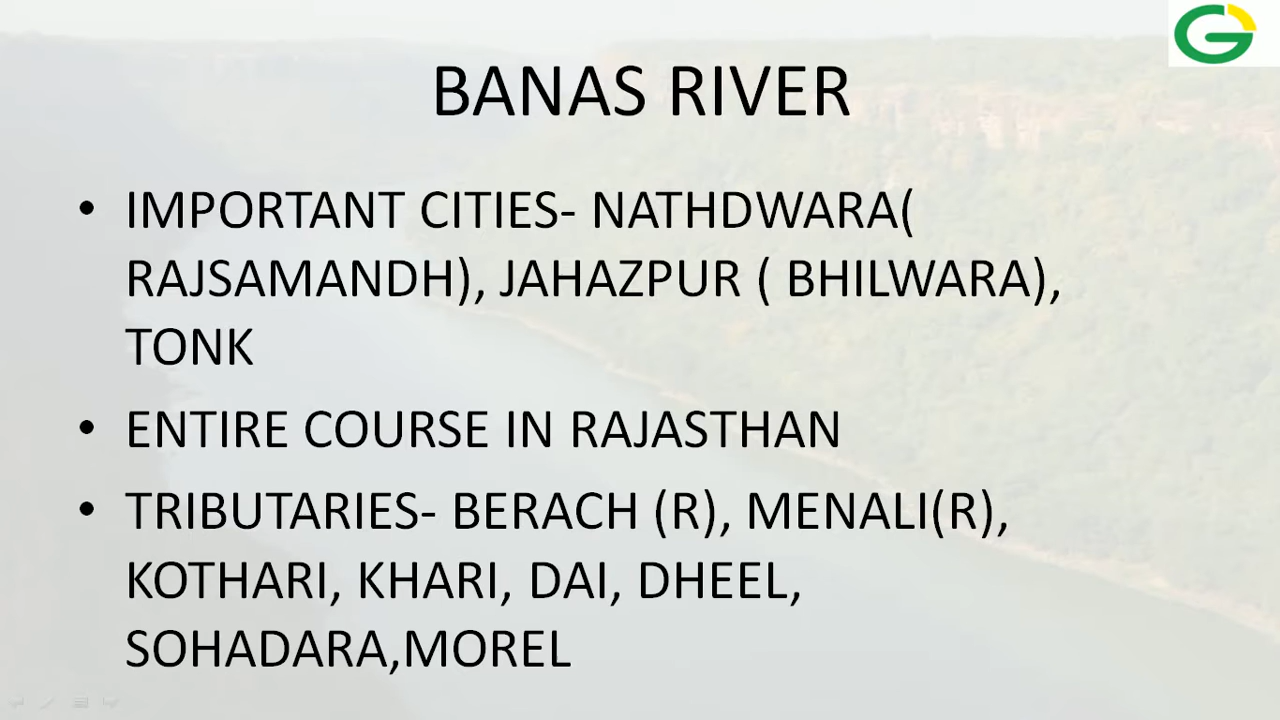 BANAS RIVER
• IMPORTANT CITIES- NATHDWARA(
RAJSAMANDH), JAHAZPUR ( BHILWARA),
TONK
• ENTIRE COURSE IN RAJASTHAN
• TRIBUTARIES- BERACH (R), MENALI(R),
KOTHARI, KHARI, DAI, DHEEL,
SOHADARA,MOREL